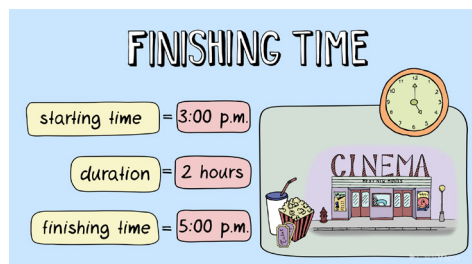 FINISHING TIME
starting time = 3:00 p.m.
duration = 2 hours
finishing time = 5:00 p.m.
CINEMA